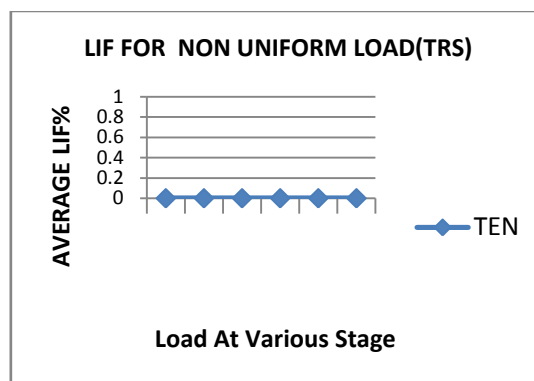 LIF FOR NON UNIFORM LOAD(TRS)
AVERAGE LIF%
1
0.8
0.6
0.4
0.2
0
TEN
Load At Various Stage